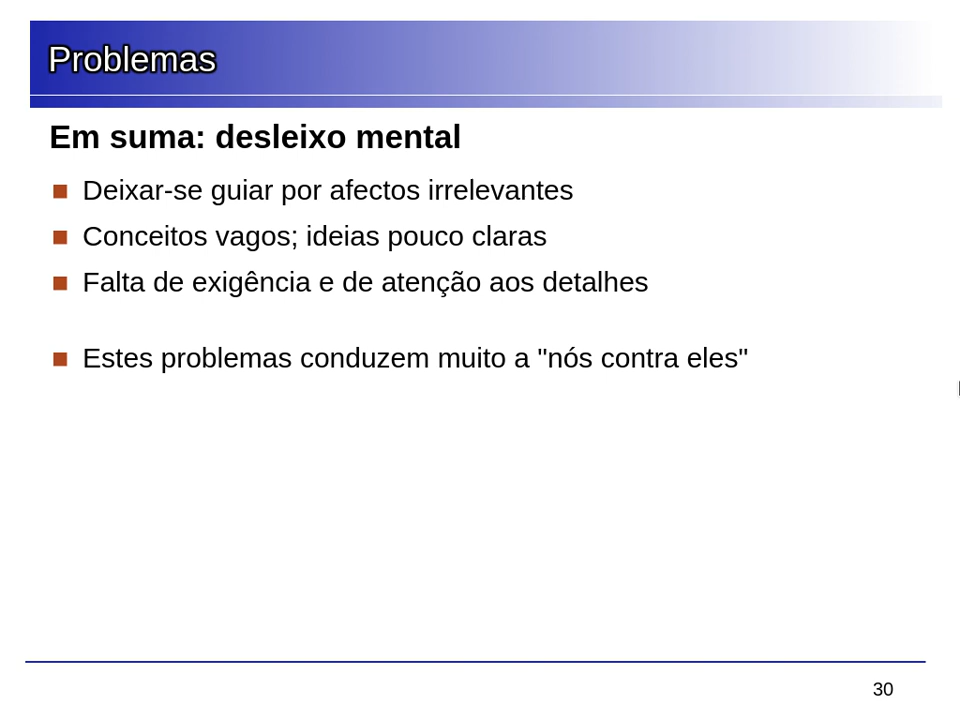 Problemas
Em suma: desleixo mental
Deixar-se guiar por afectos irrelevantes
Conceitos vagos; ideias pouco claras
Falta de exigência e de atenção aos detalhes
Estes problemas conduzem muito a "nós contra eles"
30